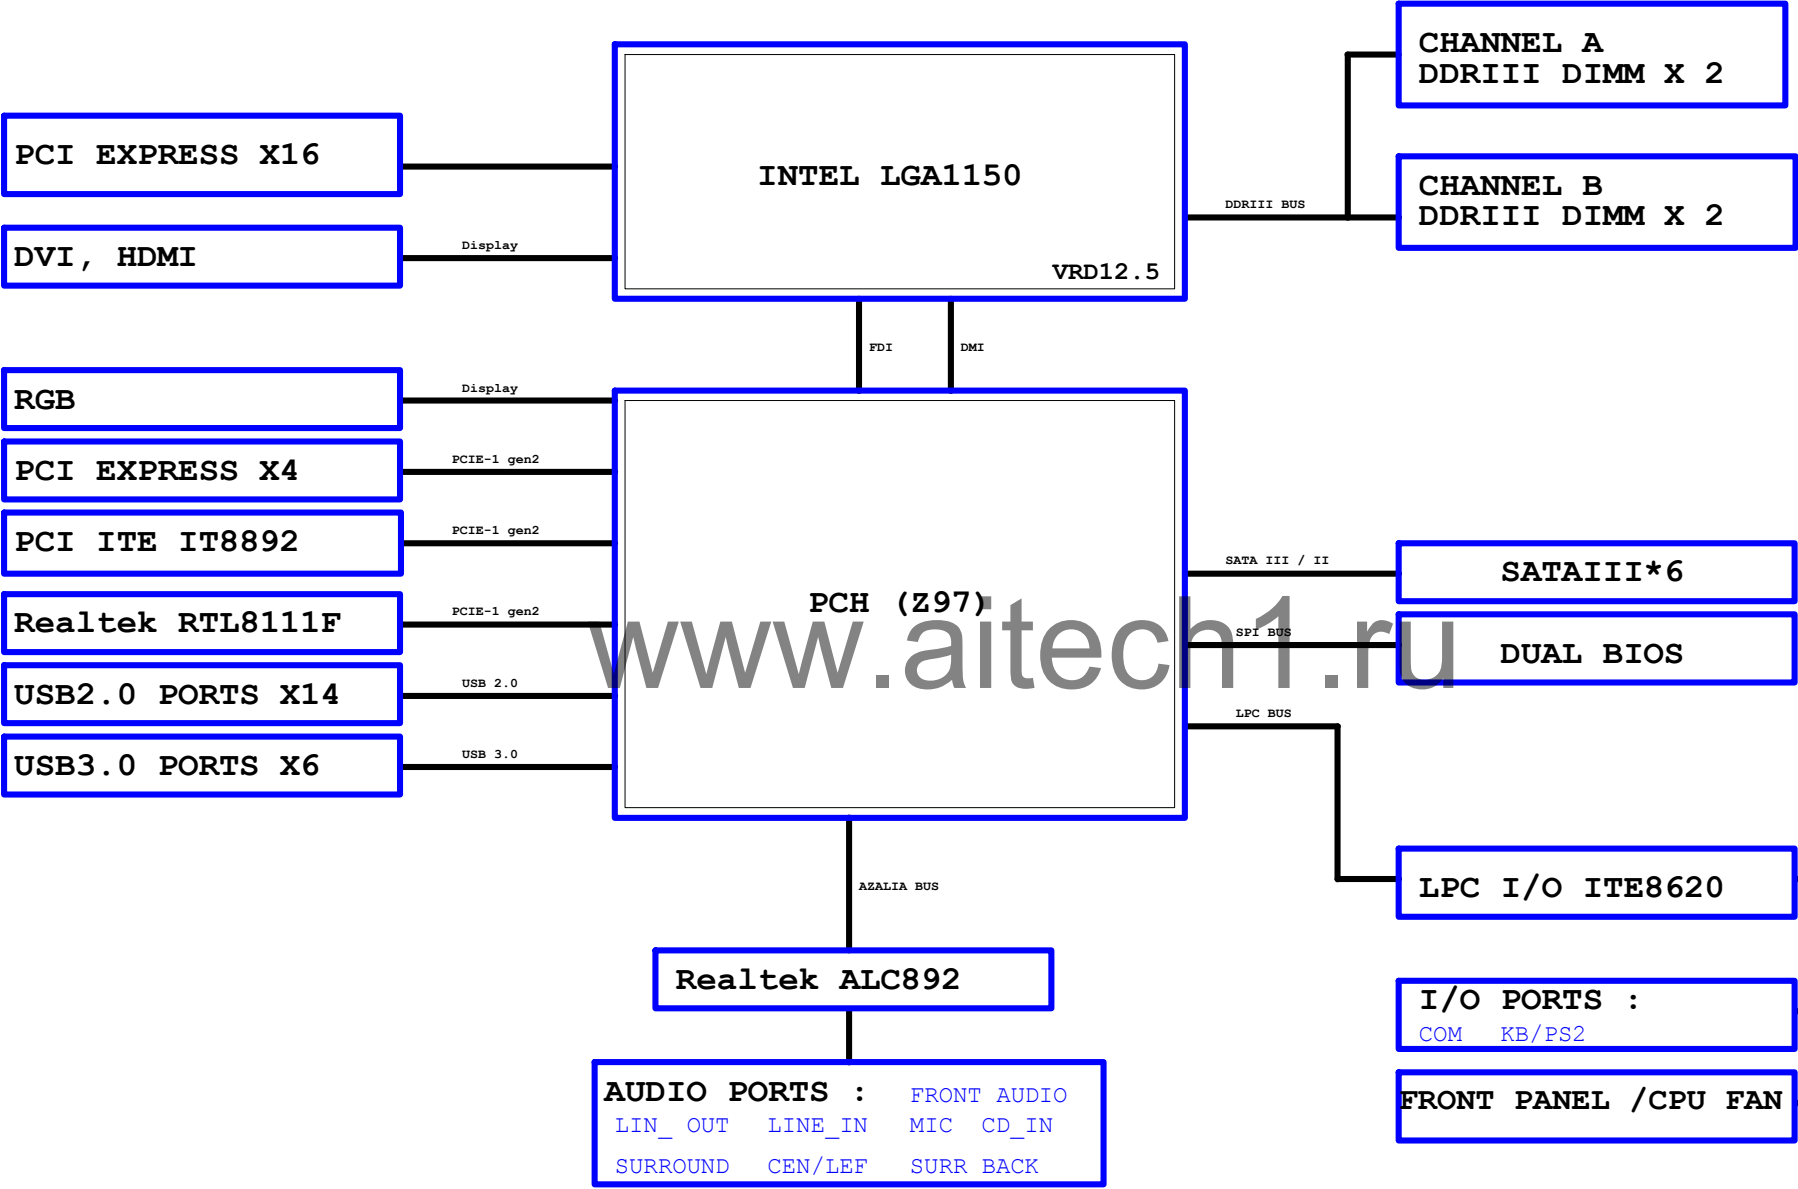 CHANNEL A
DDRIII DIMM X 2
PCI EXPRESS X16
INTEL LGA1150
CHANNEL B
DDRIII DIMM X 2
DDRIII BUS
DVI, HDMI
Display
VRD12.5
FDI
DMI
RGB
Display
PCI EXPRESS X4
PCIE-1 gen2
PCI ITE IT8892
PCIE-1 gen2
SATA III / II
SATAIII*6
PCH (Z97)
Realtek RTL8111F
PCIE-1 gen2
www.aitech1.ru
SPI BUS
DUAL BIOS
USB2.0 PORTS X14
USB 2.0
LPC BUS
USB3.0 PORTS X6
USB 3.0
AZALIA BUS
LPC I/O ITE8620
Realtek ALC892
I/O PORTS :
COM KB/PS2
AUDIO PORTS : FRONT AUDIO
LIN_ OUT LINE_IN MIC CD_IN
SURROUND CEN/LEF SURR BACK
FRONT PANEL /CPU FAN